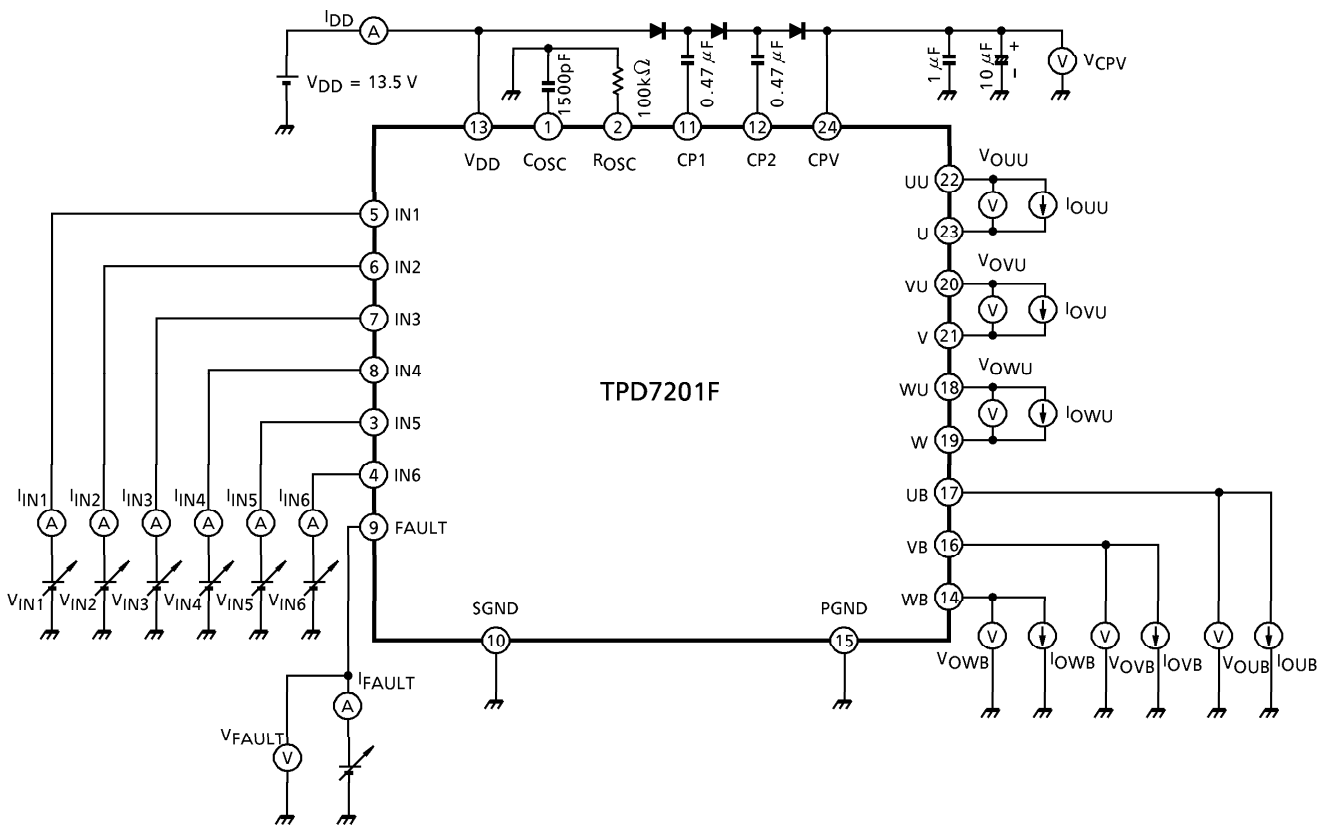 IDD
A
VDD = 13.5 V
1500pF
100kΩ
0.47 μF
0.47 μF
1 μF
10 μF
+
−
V
VCPV
13
1
2
11
12
24
VDD
COSC
ROSC
CP1
CP2
CPV
5 IN1
6 IN2
7 IN3
8 IN4
3 IN5
4 IN6
9 FAULT
TPD7201F
UU 22
U 23
VU 20
V 21
WU 18
W 19
UB 17
VB 16
WB 14
VOUU
V
IOUU
VOVU
V
IOVU
VOWU
V
IOWU
IIN1
IIN2
IIN3
IIN4
IIN5
IIN6
A
A
A
A
A
A
VIN1
VIN2
VIN3
VIN4
VIN5
VIN6
SGND
10
PGND
15
V
V
V
VOWB
IOWB
VOVB
IOVB
VOUB
IOUB
IFAULT
A
VFAULT
V